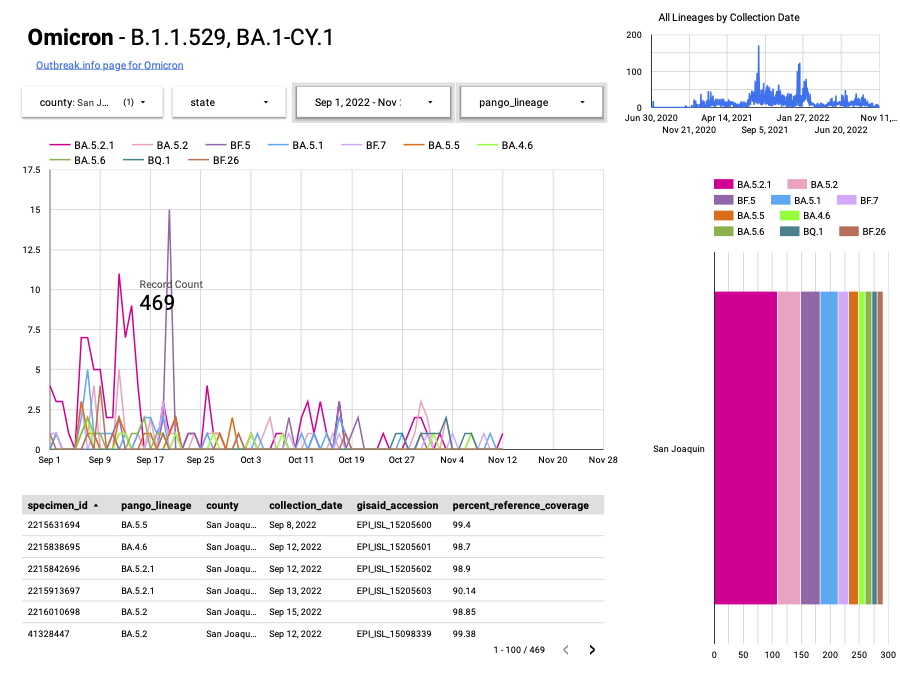 Omicron - B.1.1.529, BA.1-CY.1
Outbreak.info page for Omicron
county: San J... (1)
state
Sep 1, 2022 - Nov
pango_lineage
BA.5.2.1 BA.5.2 BF.5 BA.5.1 BF.7 BA.5.5 BA.4.6
BA.5.6 BQ.1 BF.26
17.5
15
12.5
10
7.5
5
2.5
0
Record Count
469
Sep 1 Sep 9 Sep 17 Sep 25 Oct 3 Oct 11 Oct 19 Oct 27 Nov 4 Nov 12 Nov 20 Nov 28
specimen_id pango_lineage county collection_date gisaid_accession percent_reference_coverage
2215631694 BA.5.5 San Joaqu... Sep 8, 2022 EPI_ISL_15205600 99.4
2215838695 BA.4.6 San Joaqu... Sep 12, 2022 EPI_ISL_15205601 98.7
2215842696 BA.5.2.1 San Joaqu... Sep 12, 2022 EPI_ISL_15205602 98.9
2215913697 BA.5.2.1 San Joaqu... Sep 13, 2022 EPI_ISL_15205603 90.14
2216010698 BA.5.2 San Joaqu... Sep 15, 2022 98.85
41328447 BA.5.2 San Joaqu... Sep 12, 2022 EPI_ISL_15098339 99.38
1 - 100 / 469
All Lineages by Collection Date
200
100
0
Jun 30, 2020 Apr 14, 2021 Jan 27, 2022 Nov 11,...
Nov 21, 2020 Sep 5, 2021 Jun 20, 2022
BA.5.2.1 BA.5.2
BF.5 BA.5.1 BF.7
BA.5.5 BA.4.6
BA.5.6 BQ.1 BF.26
San Joaquin
0 50 100 150 200 250 300